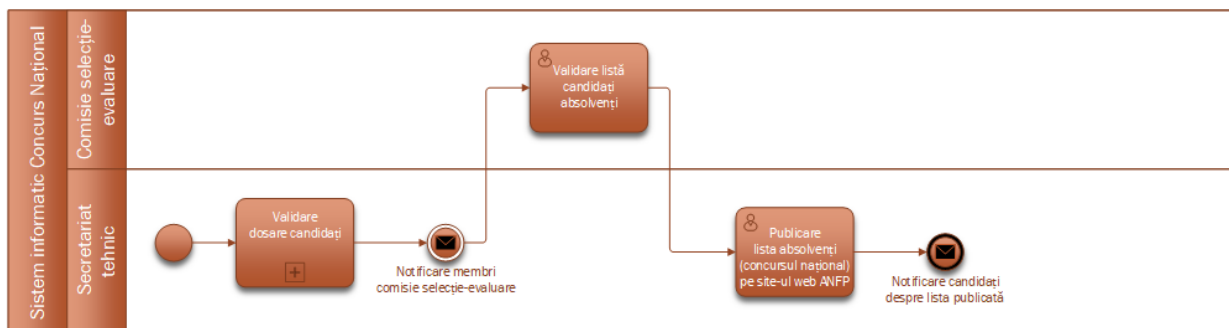 Sistem informatic Concurs Național
Comisie selecție-
evaluare
Validare listă
candidați
absolvenți
Secretariat
tehnic
Validare
dosare candidați
Notificare membri
comisie selecție-evaluare
Publicare
lista absolvenți
(concursul național)
pe site-ul web ANFP
Notificare candidați
despre lista publicată